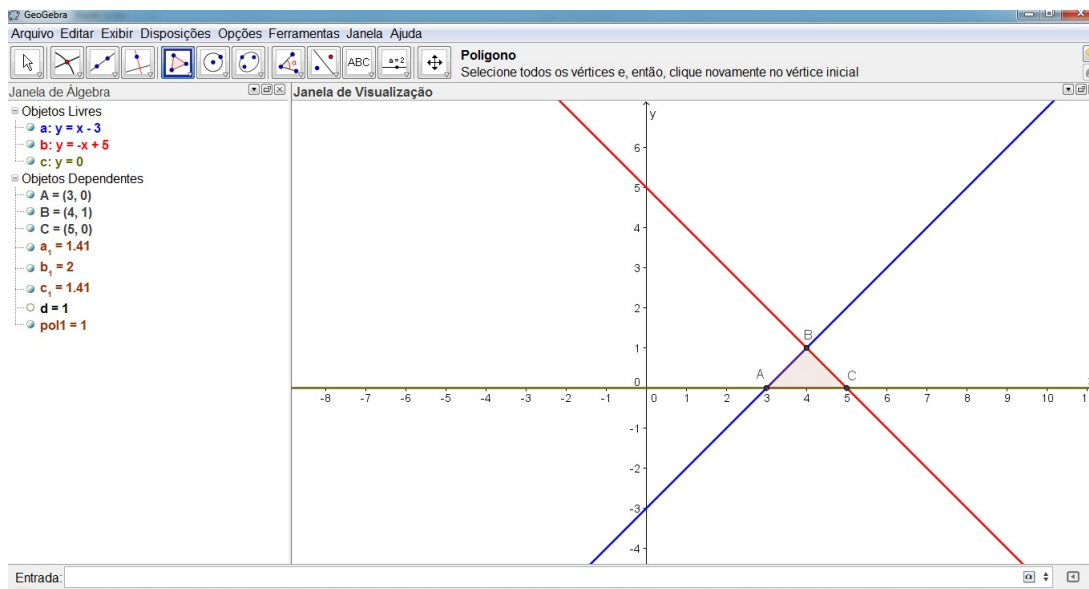 GeoGebra
Arquivo Editar Exibir Disposições Opções Ferramentas Janela Ajuda
ABC
a=2
Polígono
Selecione todos os vértices e, então, clique novamente no vértice inicial
Janela de Álgebra
Janela de Visualização
Objetos Livres
a: y = x - 3
b: y = -x + 5
c: y = 0
Objetos Dependentes
A = (3, 0)
B = (4, 1)
C = (5, 0)
a₁ = 1.41
b₁ = 2
c₁ = 1.41
d = 1
pol1 = 1
y
6
5
4
3
2
1
0
-1
-2
-3
-4
-8 -7 -6 -5 -4 -3 -2 -1 0 1 2 3 4 5 6 7 8 9 10
A
B
C
Entrada:
α